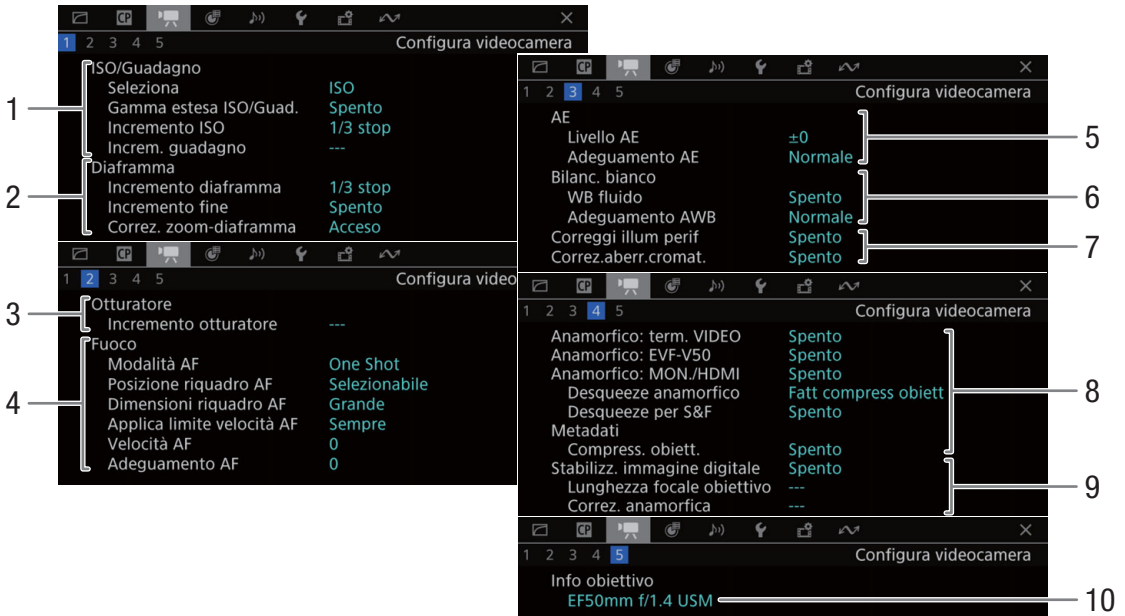 1 2 3 4 5 Configura videocamera
1
ISO/Guadagno
Seleziona ISO
Gamma estesa ISO/Guad. Spento
Incremento ISO 1/3 stop
Increm. guadagno ---
2
Diaframma
Incremento diaframma 1/3 stop
Incremento fine Spento
Correz. zoom-diaframma Acceso
CP
1 2 3 4 5 Configura video
3
Otturatore
Incremento otturatore ---
4
Fuoco
Modalità AF One Shot
Posizione riquadro AF Selezionabile
Dimensioni riquadro AF Grande
Applica limite velocità AF Sempre
Velocità AF 0
Adeguamento AF 0
CP
1 2 3 4 5 Configura videocamera
AE
Livello AE ±0
Adeguamento AE Normale
5
Bilanc. bianco
WB fluido Spento
Adeguamento AWB Normale
6
Correggi illum perif Spento
Correz.aberr.cromat. Spento
7
CP
1 2 3 4 5 Configura videocamera
Anamorfico: term. VIDEO Spento
Anamorfico: EVF-V50 Spento
Anamorfico: MON./HDMI Spento
Desqueeze anamorfico Fatt compress obiett
Desqueeze per S&F Spento
Metadati
Compress. obiett. Spento
8
Stabilizz. immagine digitale Spento
Lunghezza focale obiettivo ---
Correz. anamorfica ---
9
CP
1 2 3 4 5 Configura videocamera
Info obiettivo
EF50mm f/1.4 USM
10